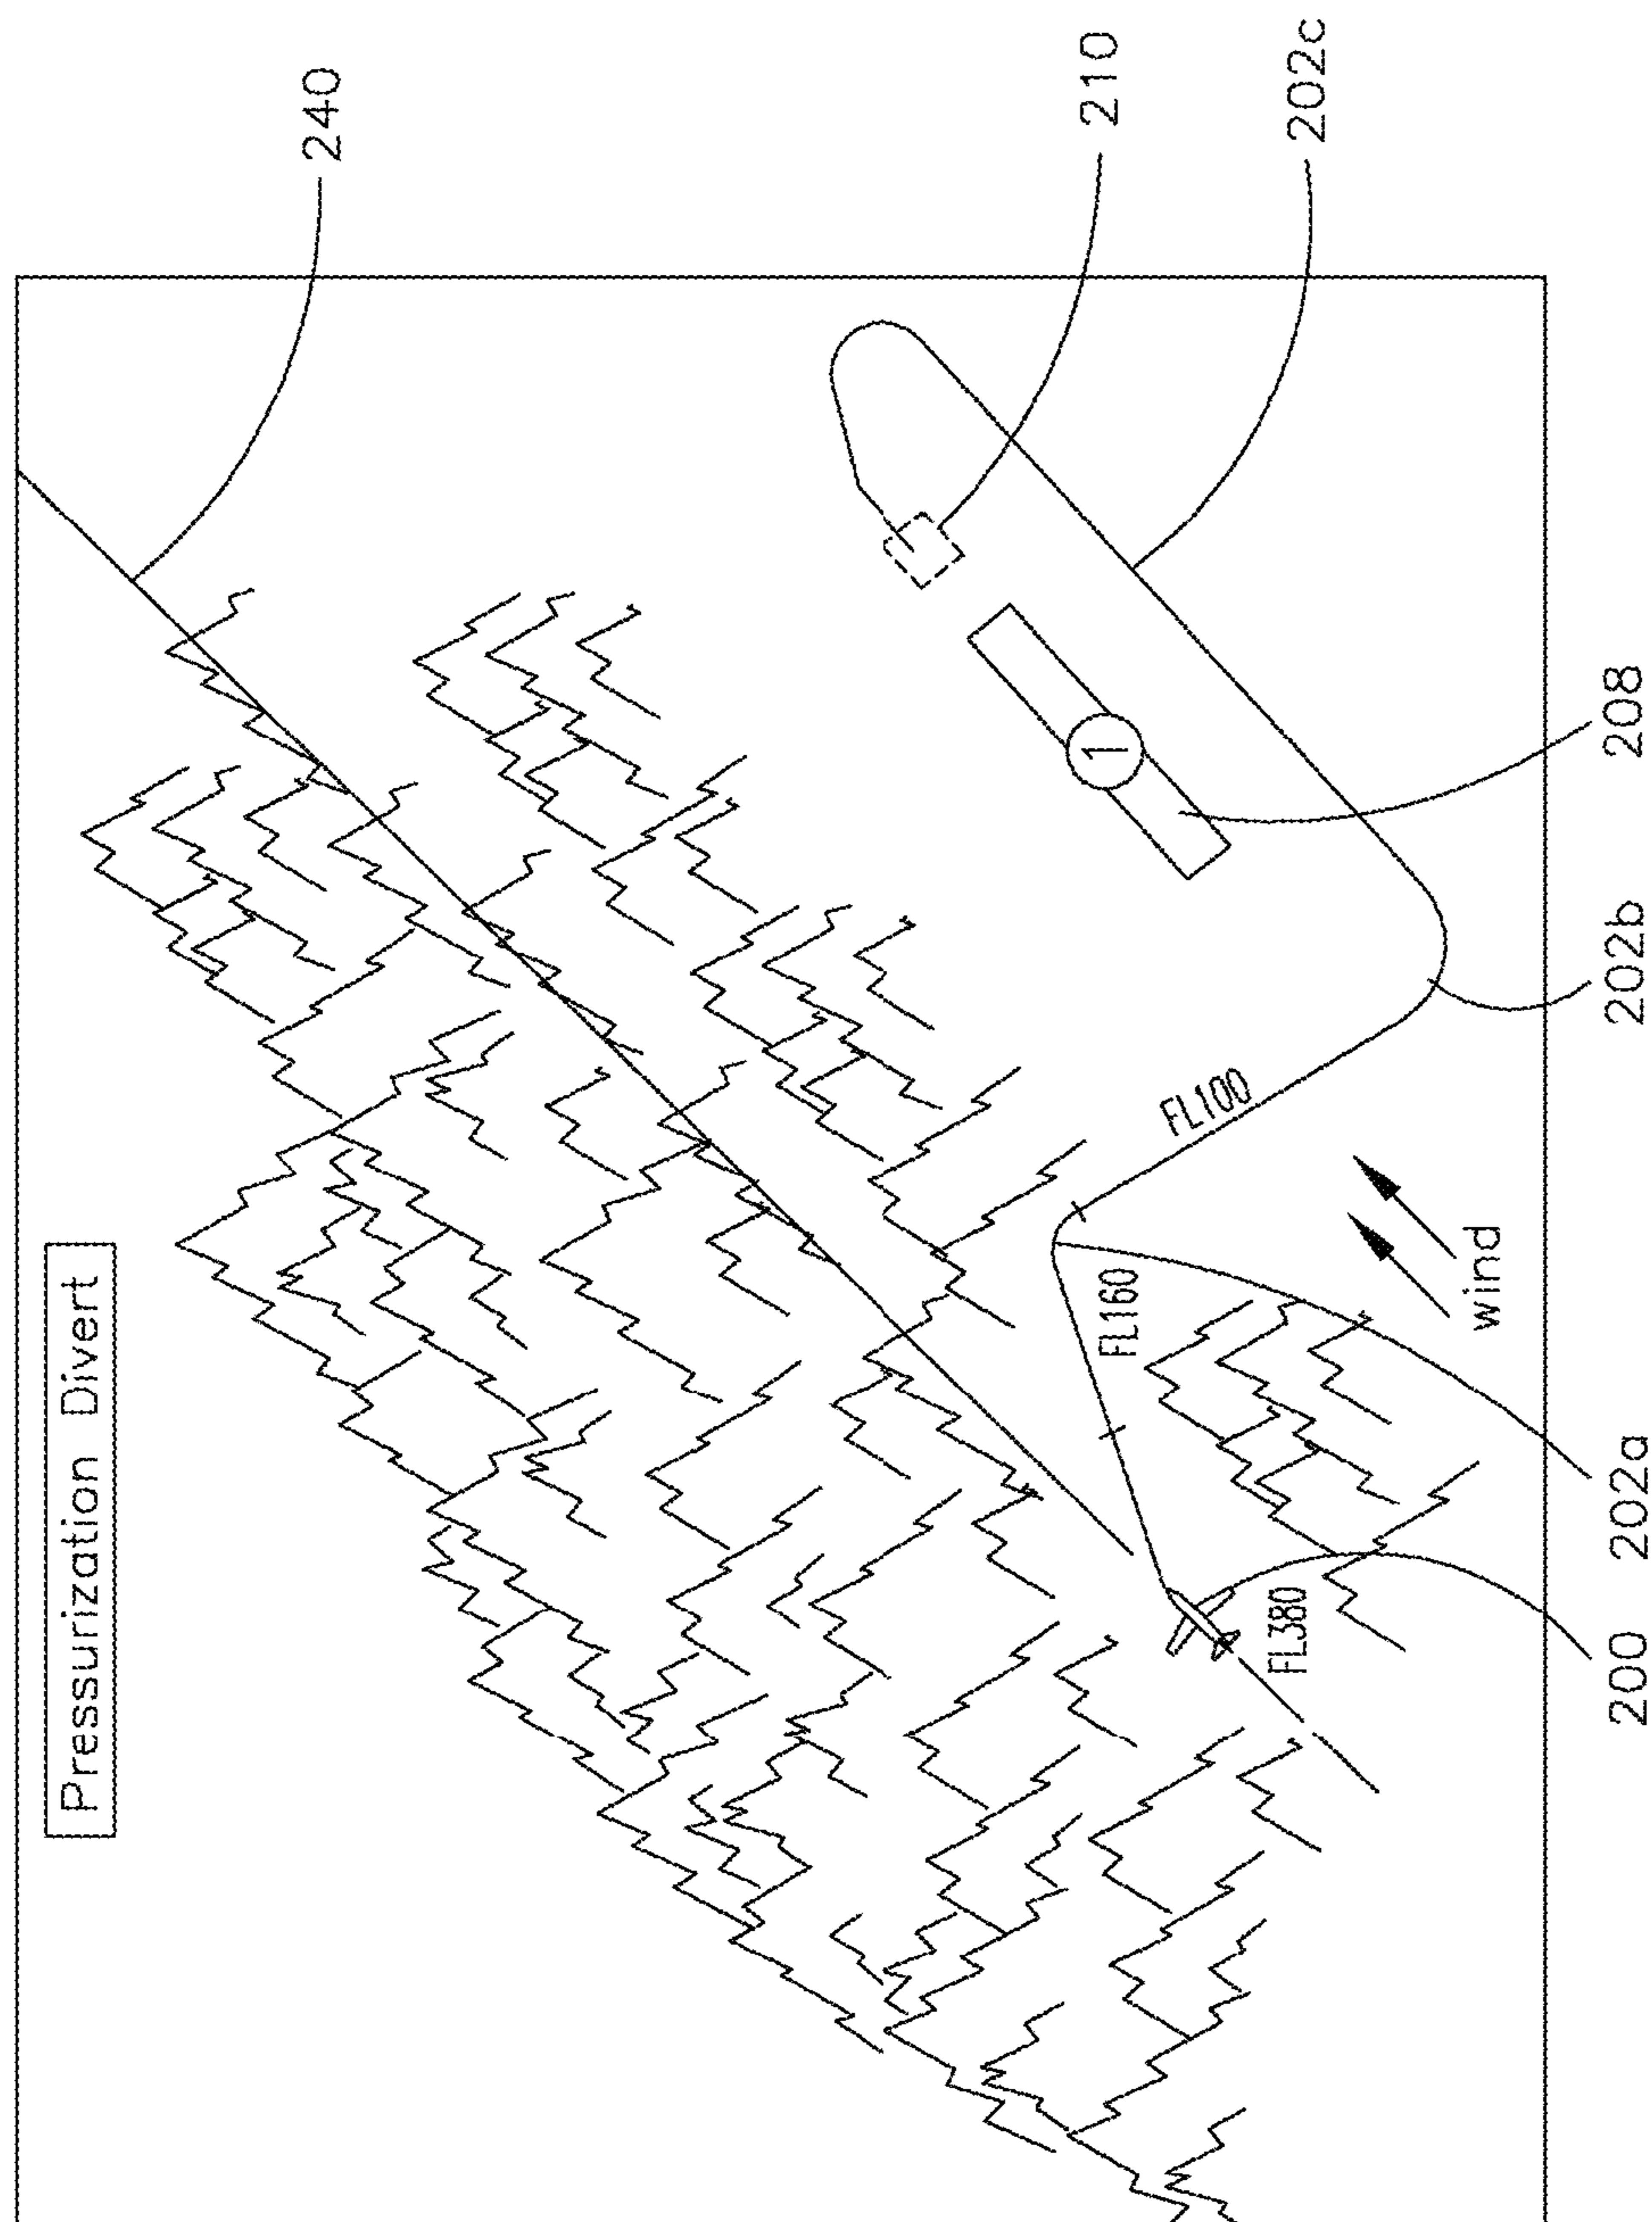 Pressurization Divert
240
210
202c
208
202b
202a
200
1
FL100
FL160
FL380
wind